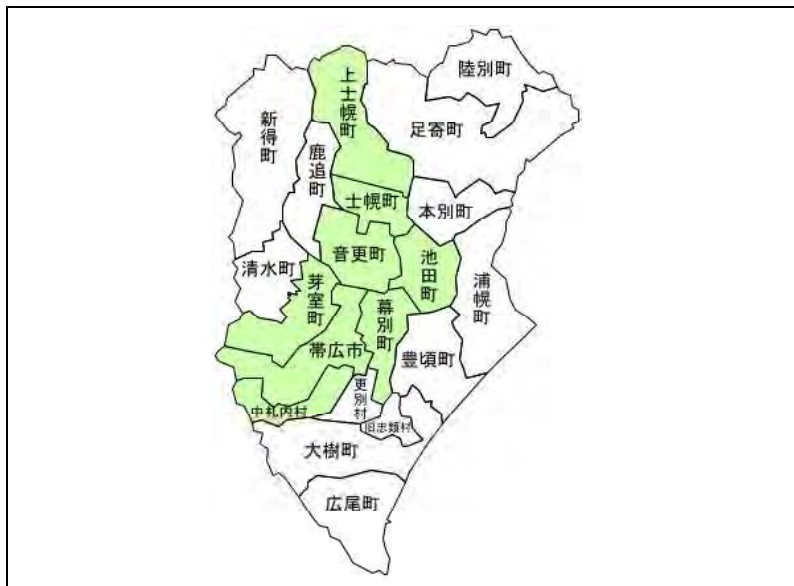 陸別町
上士幌町
足寄町
新得町
鹿追町
士幌町
本別町
音更町
池田町
清水町
芽室町
幕別町
浦幌町
帯広市
豊頃町
更別村
中札内村
旧忠類村
大樹町
広尾町